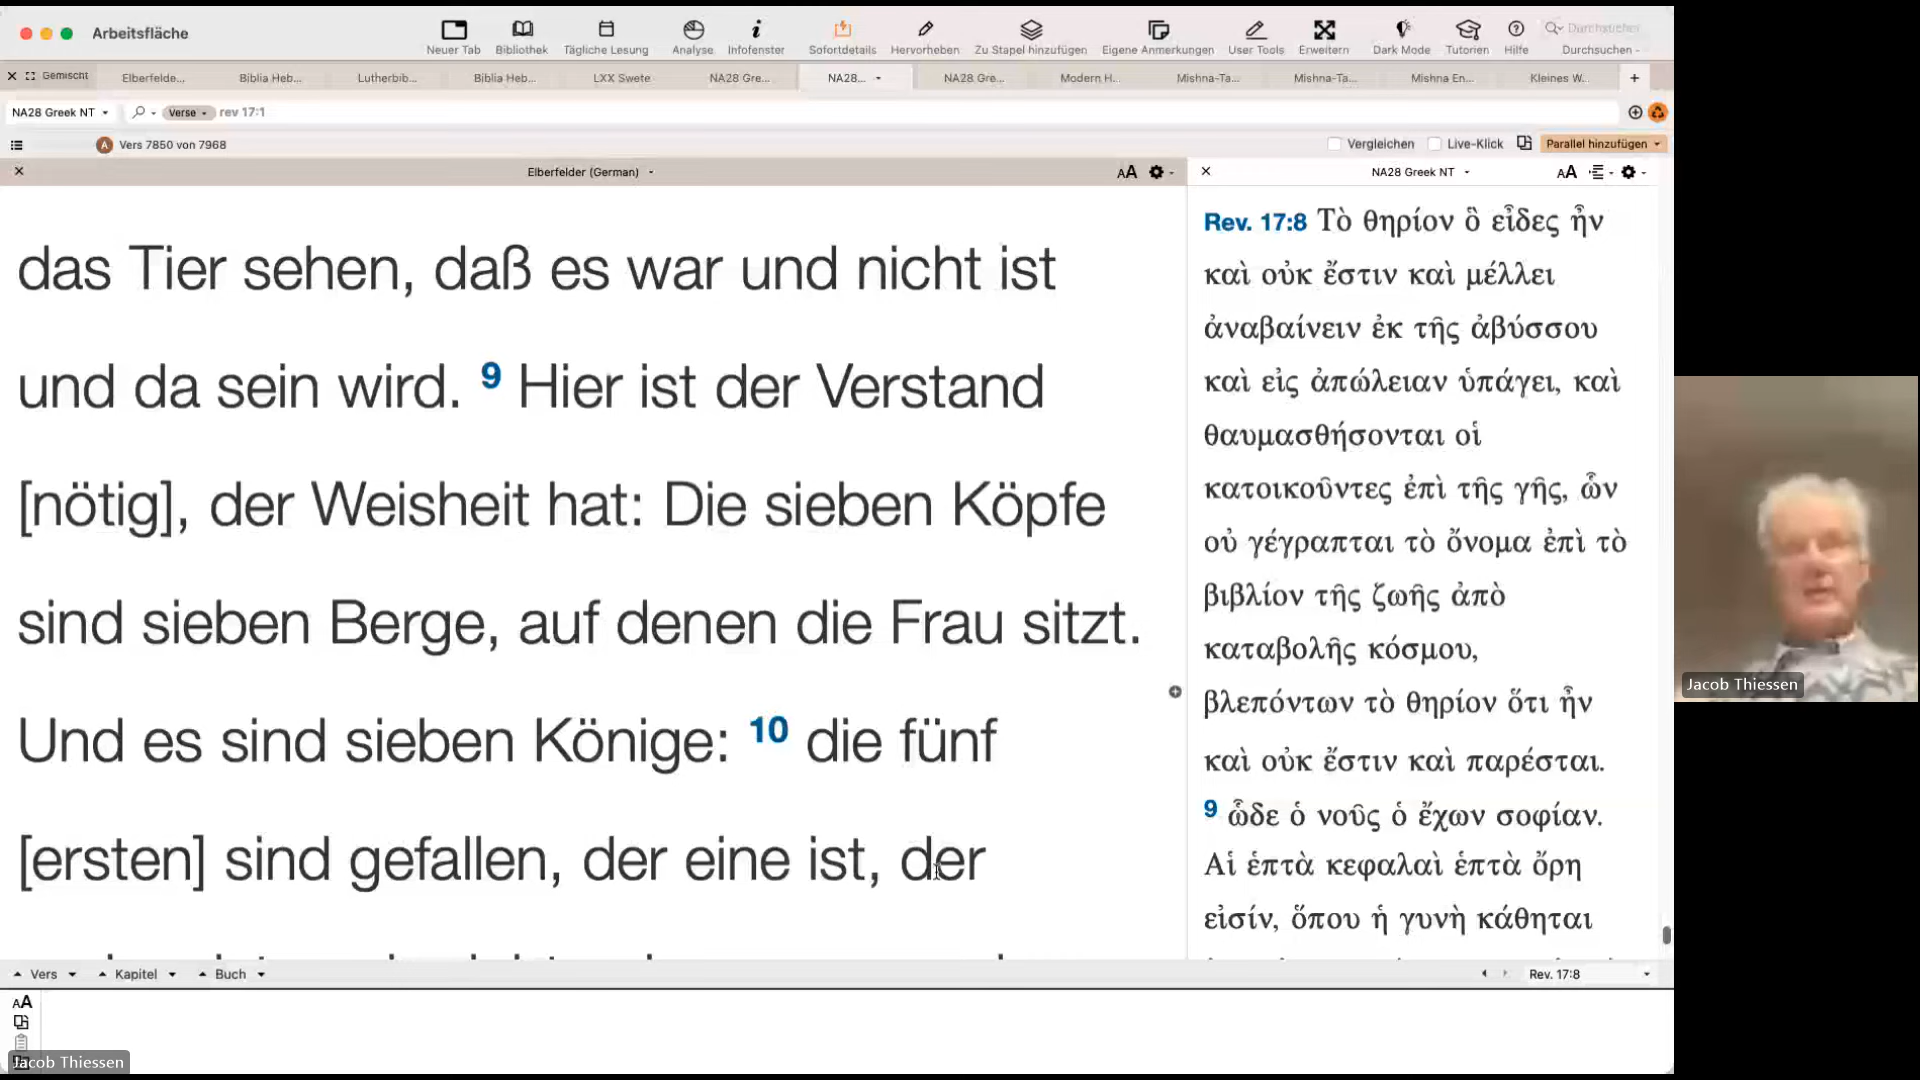 Arbeitsfläche
Neuer Tab
Bibliothek
Tägliche Lesung
Analyse
Infofenster
Sofortdetails
Hervorheben
Zu Stapel hinzufügen
Eigene Anmerkungen
User Tools
Erweitern
Dark Mode
Tutorien
Hilfe
Durchsuchen
Durchsuchen
Gemischt
Elberfelde...
Biblia Heb...
Lutherbib...
Biblia Heb...
LXX Swete
NA28 Gre...
NA28...
NA28 Gre...
Modern H...
Mishna-Ta...
Mishna-Ta...
Mishna En...
Kleines W...
NA28 Greek NT
Verse
rev 17:1
A Vers 7850 von 7968
Vergleichen
Live-Klick
Parallel hinzufügen
Elberfelder (German)
AA
das Tier sehen, daß es war und nicht ist
und da sein wird. 9 Hier ist der Verstand
[nötig], der Weisheit hat: Die sieben Köpfe
sind sieben Berge, auf denen die Frau sitzt.
Und es sind sieben Könige: 10 die fünf
[ersten] sind gefallen, der eine ist, der
NA28 Greek NT
AA
Rev. 17:8 Τὸ θηρίον ὃ εἶδες ἦν
καὶ οὐκ ἔστιν καὶ μέλλει
ἀναβαίνειν ἐκ τῆς ἀβύσσου
καὶ εἰς ἀπώλειαν ὑπάγει, καὶ
θαυμασθήσονται οἱ
κατοικοῦντες ἐπὶ τῆς γῆς, ὧν
οὐ γέγραπται τὸ ὄνομα ἐπὶ τὸ
βιβλίον τῆς ζωῆς ἀπὸ
καταβολῆς κόσμου,
βλεπόντων τὸ θηρίον ὅτι ἦν
καὶ οὐκ ἔστιν καὶ παρέσται.
9 ὧδε ὁ νοῦς ὁ ἔχων σοφίαν.
Αἱ ἑπτὰ κεφαλαὶ ἑπτὰ ὄρη
εἰσίν, ὅπου ἡ γυνὴ κάθηται
Vers
Kapitel
Buch
Rev. 17:8
AA
Jacob Thiessen
Jacob Thiessen